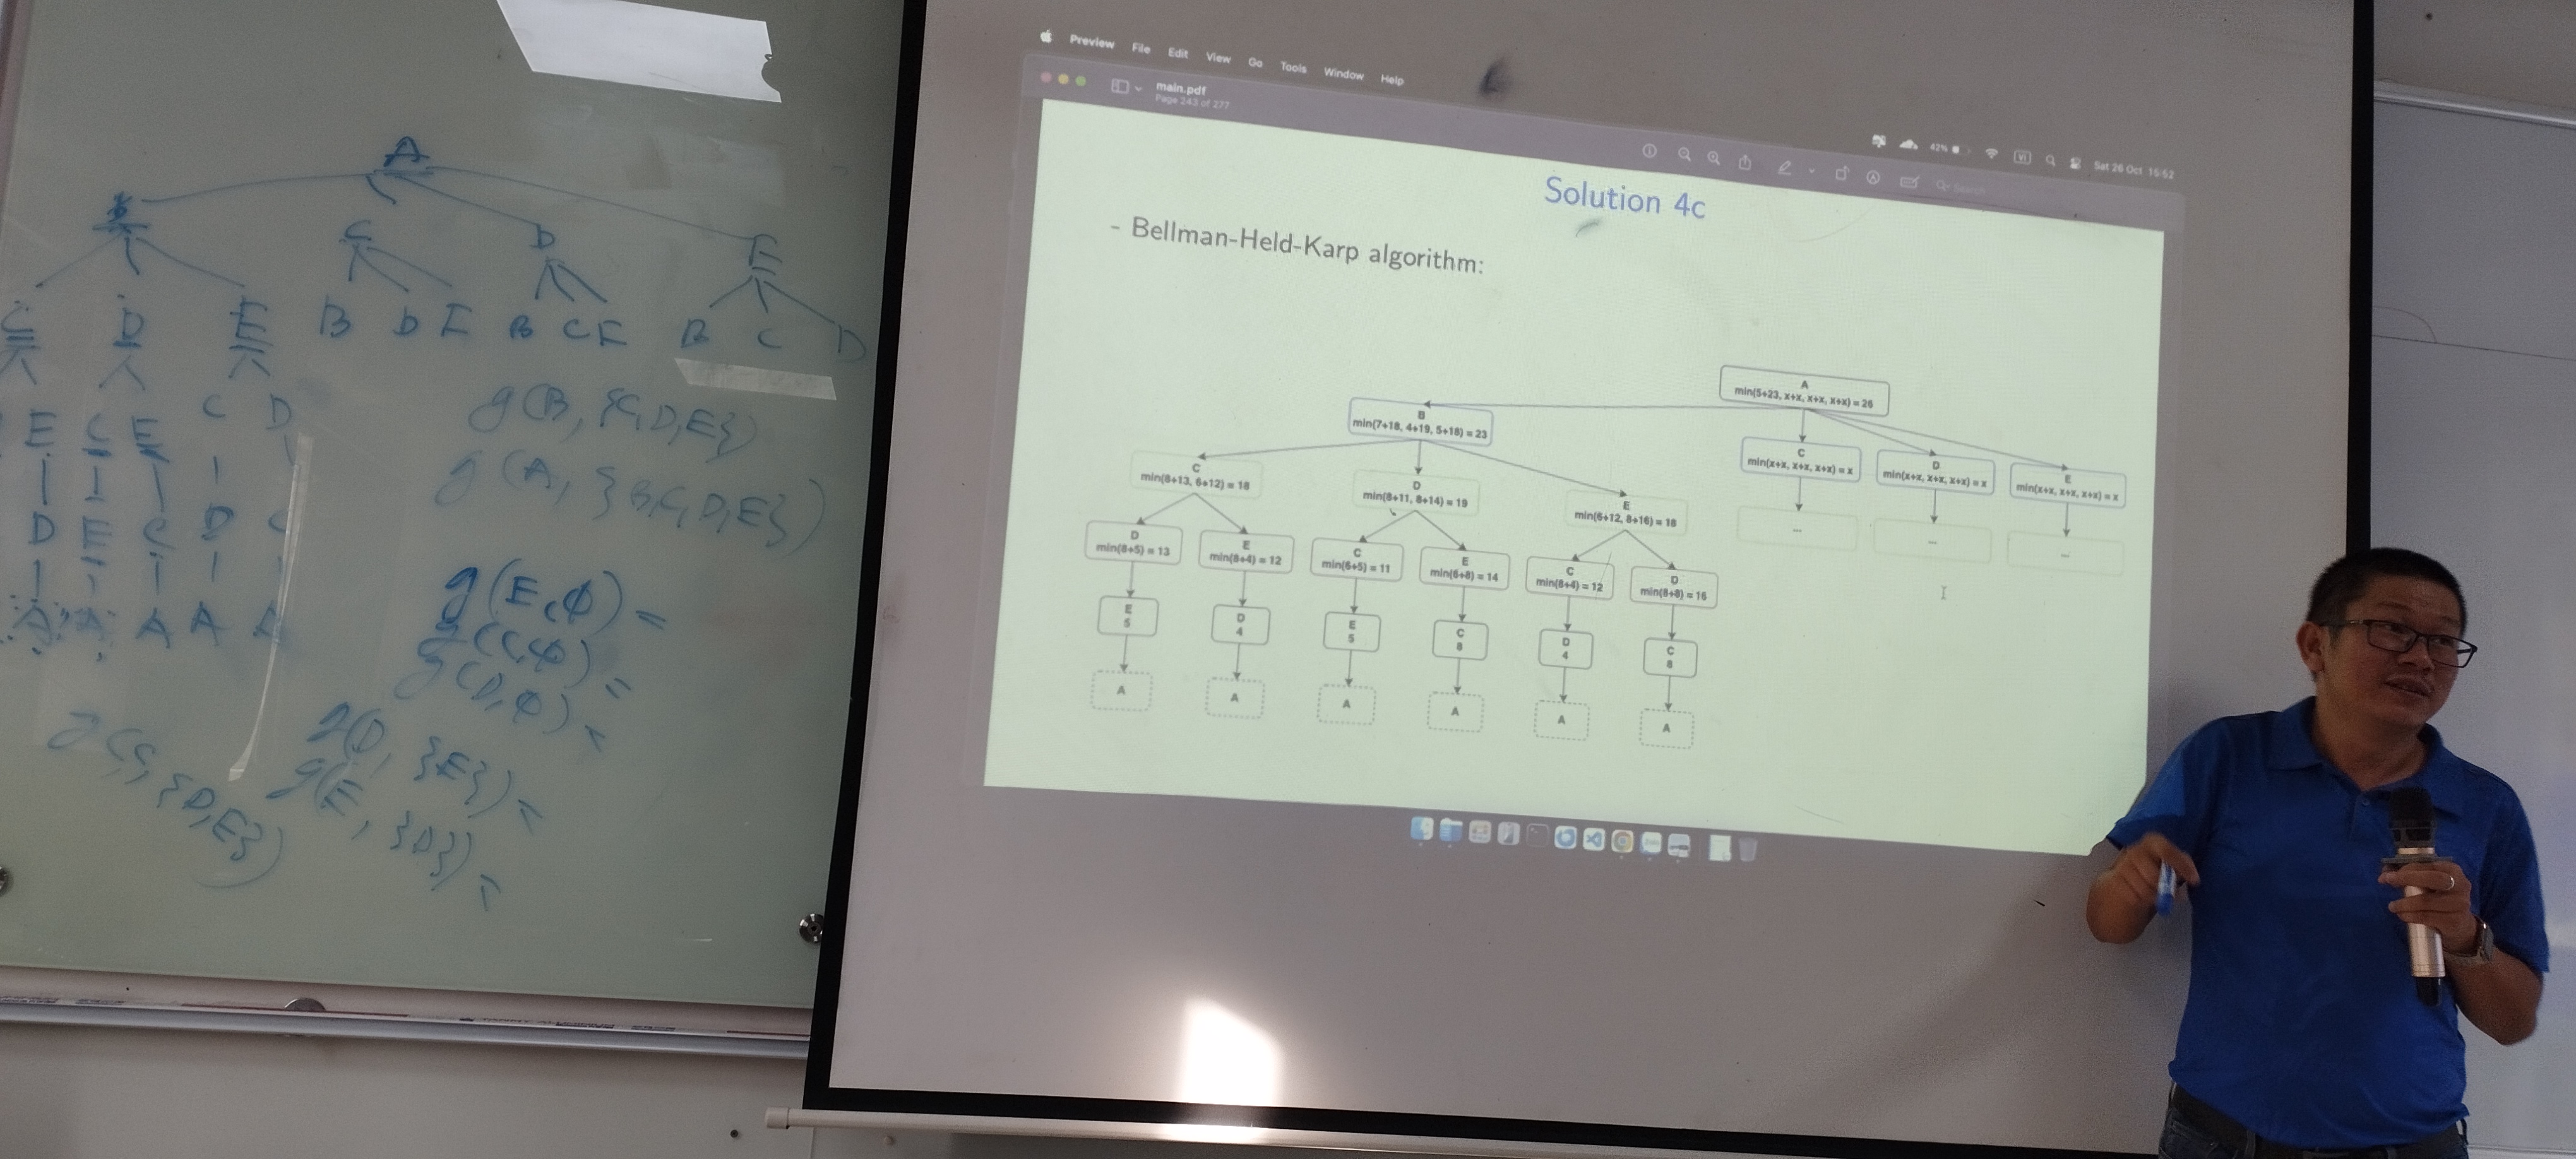 A
C D E
C D E B D E B C E B C D
E C E C D
D E C D C
A A A A A
g(B, {C,D,E})
g(A, {B,C,D,E})
g(E,φ) =
g(C,φ) =
g(D,φ) =
g(D, {E}) =
g(E, {D}) =
g(C, {D,E})
Preview File Edit View Go Tools Window Help
main.pdf
Page 243 of 277
42%
VI
Sat 26 Oct 15:52
Search
Solution 4c
- Bellman-Held-Karp algorithm:
A
min(5+23, x+x, x+x, x+x) = 26
B
min(7+18, 4+19, 5+18) = 23
C
min(x+x, x+x, x+x) = x
D
min(x+x, x+x, x+x) = x
E
min(x+x, x+x, x+x) = x
C
min(8+13, 6+12) = 18
D
min(8+11, 8+14) = 19
E
min(6+12, 8+16) = 18
...
...
...
D
min(8+5) = 13
E
min(8+4) = 12
C
min(6+5) = 11
E
min(6+8) = 14
C
min(8+4) = 12
D
min(8+8) = 16
E
5
D
4
E
5
C
8
D
4
C
8
A
A
A
A
A
A